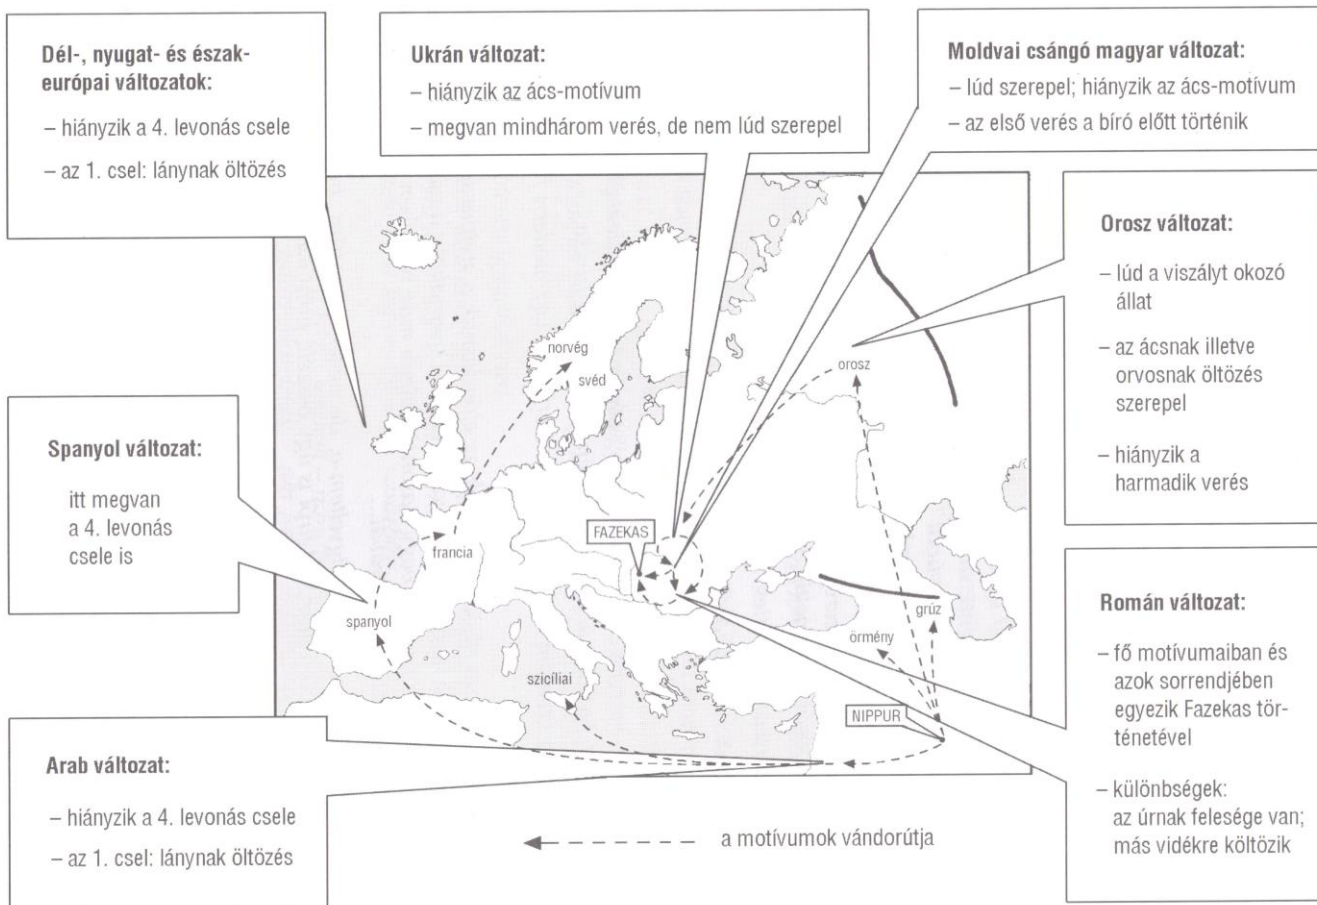 Dél-, nyugat- és észak-
európai változatok:
– hiányzik a 4. levonás csele
– az 1. csel: lánynak öltözés
Ukrán változat:
– hiányzik az ács-motívum
– megvan mindhárom verés, de nem lúd szerepel
Moldvai csángó magyar változat:
– lúd szerepel; hiányzik az ács-motívum
– az első verés a bíró előtt történik
Orosz változat:
– lúd a viszályt okozó
állat
– az ácsnak illetve
orvosnak öltözés
szerepel
– hiányzik a
harmadik verés
Spanyol változat:
itt megvan
a 4. levonás
csele is
norvég
svéd
orosz
FAZEKAS
francia
spanyol
szicíliai
grúz
örmény
NIPPUR
Román változat:
– fő motívumaiban és
azok sorrendjében
egyezik Fazekas tör-
ténetével
– különbségek:
az úrnak felesége van;
más vidékre költözik
Arab változat:
– hiányzik a 4. levonás csele
– az 1. csel: lánynak öltözés
a motívumok vándorútja